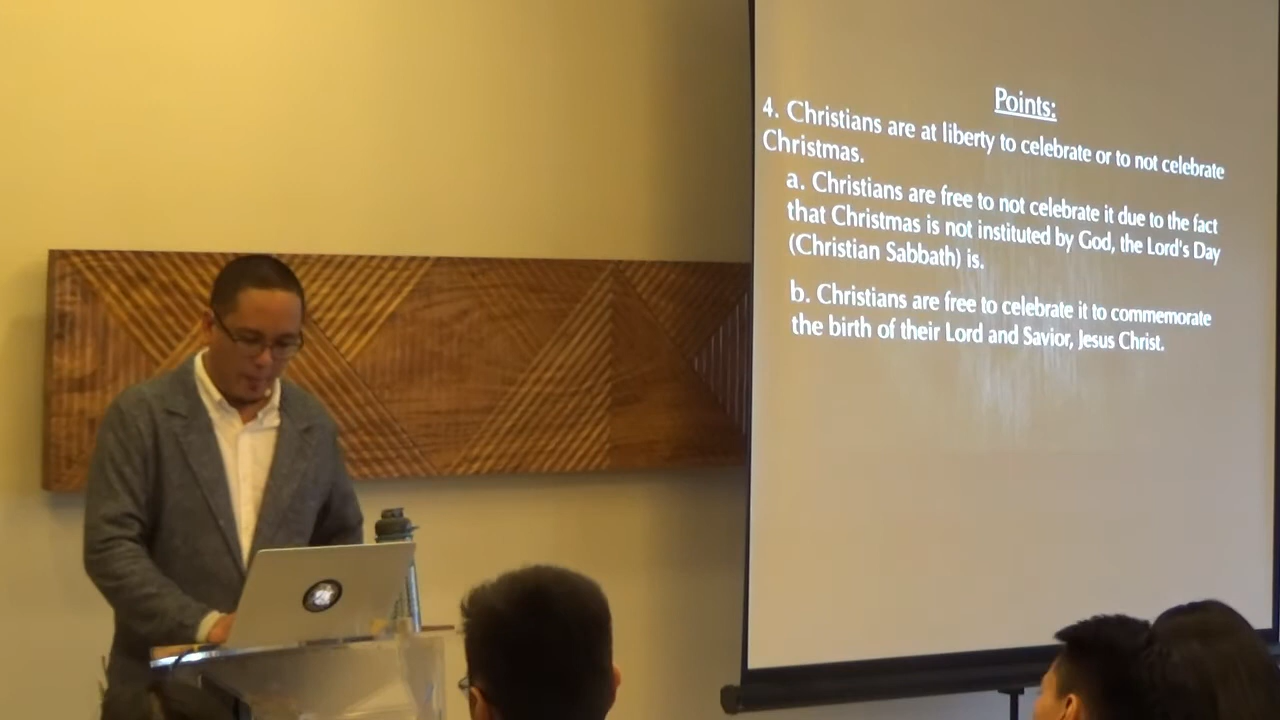 Points:
4. Christians are at liberty to celebrate or to not celebrate
Christmas.
a. Christians are free to not celebrate it due to the fact
that Christmas is not instituted by God, the Lord's Day
(Christian Sabbath) is.
b. Christians are free to celebrate it to commemorate
the birth of their Lord and Savior, Jesus Christ.